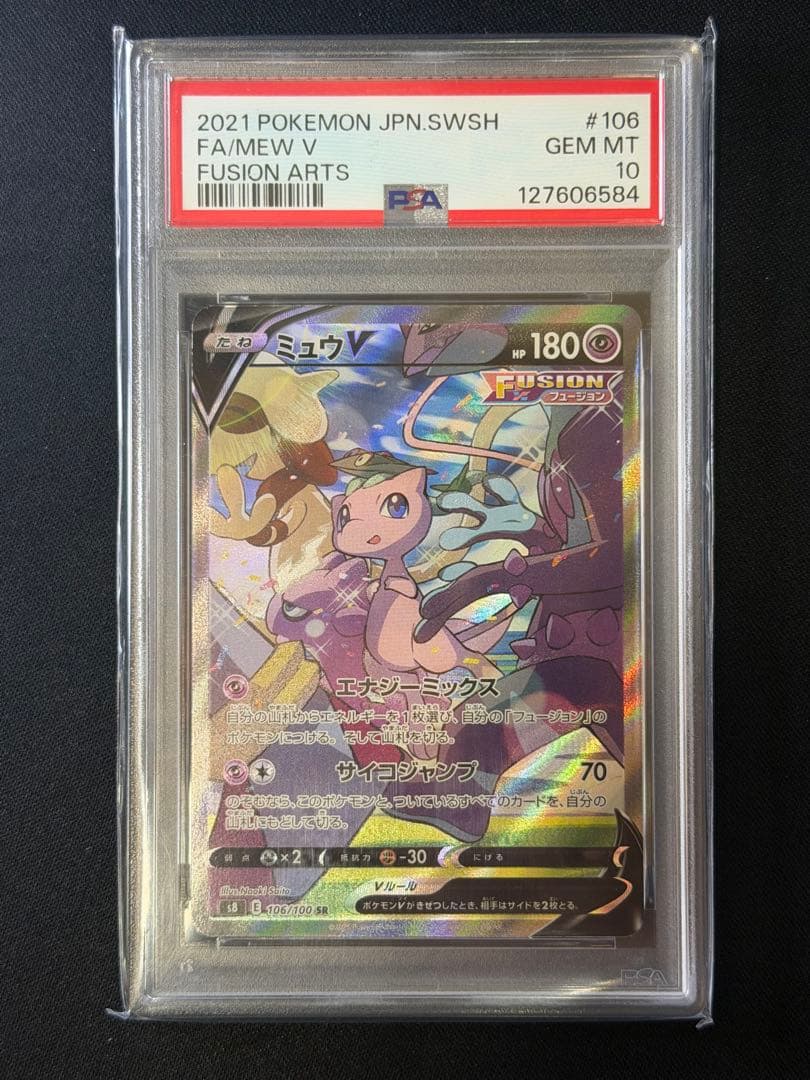 2021 POKEMON JPN.SWSH #106
FA/MEW V GEM MT
FUSION ARTS 10
PSA 127606584
たね ミュウV HP 180
FUSION
フュージョン
エナジーミックス
自分の山札からエネルギーを1枚選び、自分の「フュージョン」の
ポケモンにつける。そして山札を切る。
サイコジャンプ 70
のぞむなら、このポケモンと、ついているすべてのカードを、自分の
山札にもどして切る。
弱点 ×2 抵抗力 -30 にげる
Vルール
ポケモンVがきぜつしたとき、相手はサイドを2枚とる。
Illus. Naoki Saito
s8 E 106/100 SR
PSA